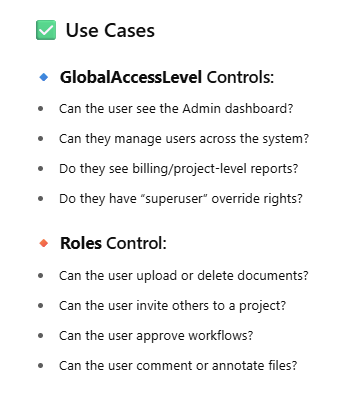 ✅ Use Cases
🔹 GlobalAccessLevel Controls:
• Can the user see the Admin dashboard?
• Can they manage users across the system?
• Do they see billing/project-level reports?
• Do they have “superuser” override rights?
🔸 Roles Control:
• Can the user upload or delete documents?
• Can the user invite others to a project?
• Can the user approve workflows?
• Can the user comment or annotate files?